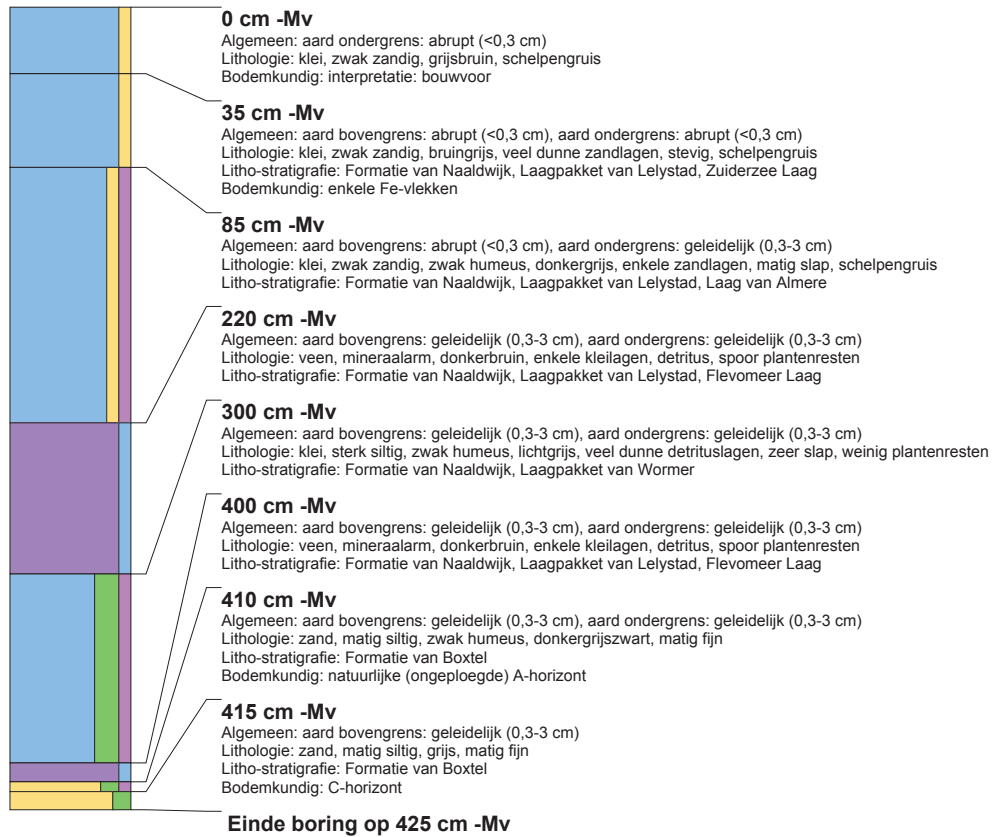 0 cm -Mv
Algemeen: aard ondergrens: abrupt (<0,3 cm)
Lithologie: klei, zwak zandig, grijsbruin, schelpengruis
Bodemkundig: interpretatie: bouwvoor
35 cm -Mv
Algemeen: aard bovengrens: abrupt (<0,3 cm), aard ondergrens: abrupt (<0,3 cm)
Lithologie: klei, zwak zandig, bruingrijs, veel dunne zandlagen, stevig, schelpengruis
Litho-stratigrafie: Formatie van Naaldwijk, Laagpakket van Lelystad, Zuiderzee Laag
Bodemkundig: enkele Fe-vlekken
85 cm -Mv
Algemeen: aard bovengrens: abrupt (<0,3 cm), aard ondergrens: geleidelijk (0,3-3 cm)
Lithologie: klei, zwak zandig, zwak humeus, donkergrijs, enkele zandlagen, matig slap, schelpengruis
Litho-stratigrafie: Formatie van Naaldwijk, Laagpakket van Lelystad, Laag van Almere
220 cm -Mv
Algemeen: aard bovengrens: geleidelijk (0,3-3 cm), aard ondergrens: geleidelijk (0,3-3 cm)
Lithologie: veen, mineraalarm, donkerbruin, enkele kleilagen, detritus, spoor plantenresten
Litho-stratigrafie: Formatie van Naaldwijk, Laagpakket van Lelystad, Flevomeer Laag
300 cm -Mv
Algemeen: aard bovengrens: geleidelijk (0,3-3 cm), aard ondergrens: geleidelijk (0,3-3 cm)
Lithologie: klei, sterk siltig, zwak humeus, lichtgrijs, veel dunne detrituslagen, zeer slap, weinig plantenresten
Litho-stratigrafie: Formatie van Naaldwijk, Laagpakket van Wormer
400 cm -Mv
Algemeen: aard bovengrens: geleidelijk (0,3-3 cm), aard ondergrens: geleidelijk (0,3-3 cm)
Lithologie: veen, mineraalarm, donkerbruin, enkele kleilagen, detritus, spoor plantenresten
Litho-stratigrafie: Formatie van Naaldwijk, Laagpakket van Lelystad, Flevomeer Laag
410 cm -Mv
Algemeen: aard bovengrens: geleidelijk (0,3-3 cm), aard ondergrens: geleidelijk (0,3-3 cm)
Lithologie: zand, matig siltig, zwak humeus, donkergrijszwart, matig fijn
Litho-stratigrafie: Formatie van Boxtel
Bodemkundig: natuurlijke (ongeploegde) A-horizont
415 cm -Mv
Algemeen: aard bovengrens: geleidelijk (0,3-3 cm)
Lithologie: zand, matig siltig, grijs, matig fijn
Litho-stratigrafie: Formatie van Boxtel
Bodemkundig: C-horizont
Einde boring op 425 cm -Mv